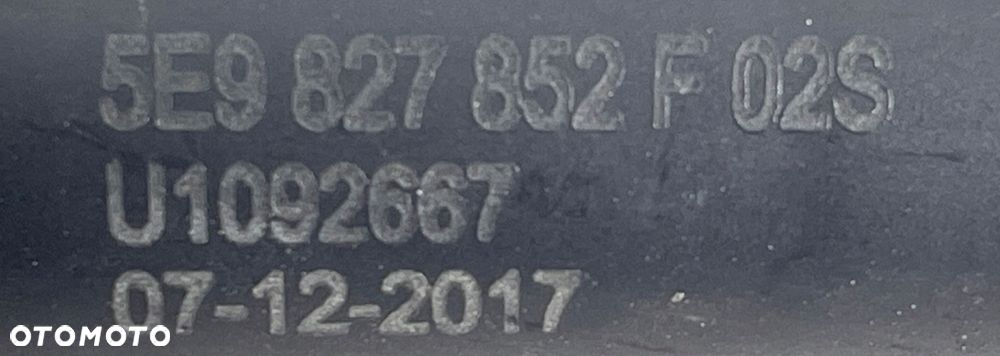 5E9 827 852 F 02S
U1092667
07-12-2017
OTOMOTO